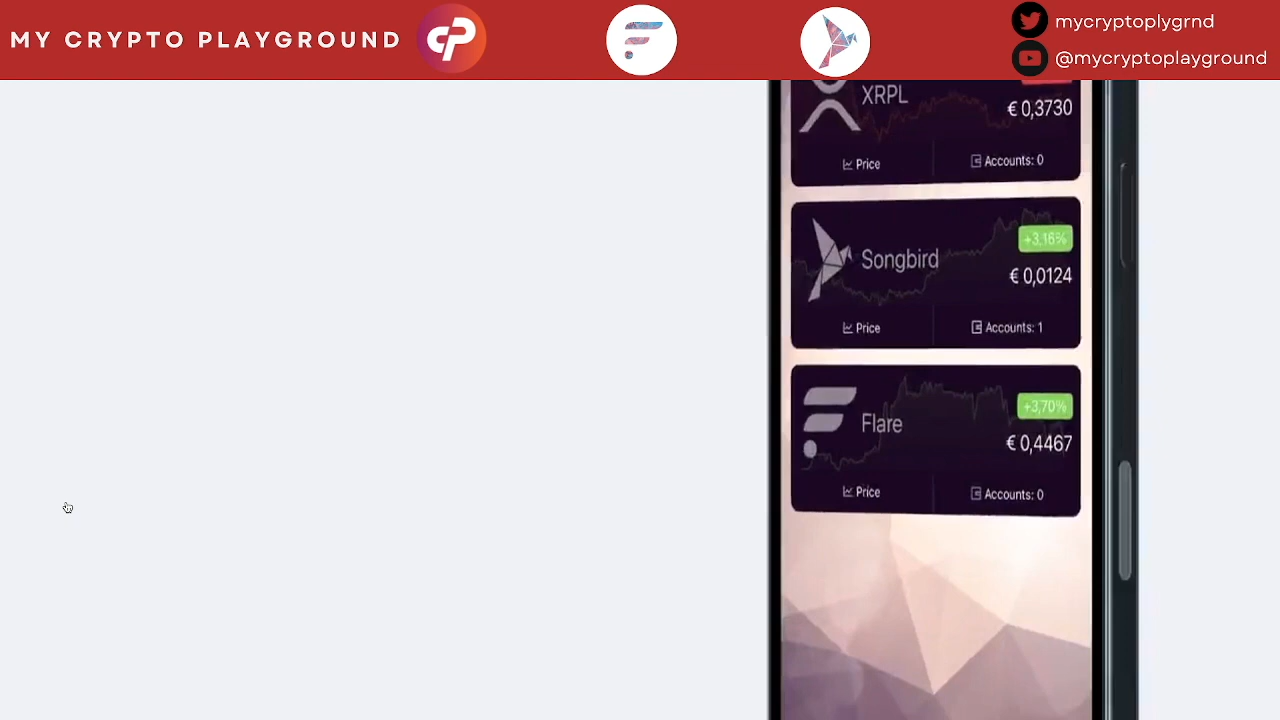 MY CRYPTO PLAYGROUND
mycryptoplygrnd
@mycryptoplayground
XRPL
€ 0,3730
Price
Accounts: 0
+3,16%
Songbird
€ 0,0124
Price
Accounts: 1
+3,70%
Flare
€ 0,4467
Price
Accounts: 0